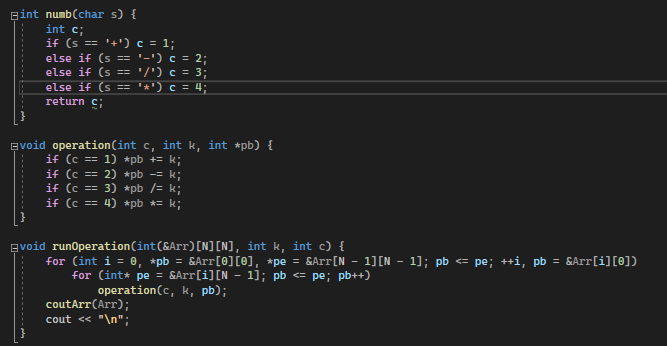 int numb(char s) {
    int c;
    if (s == '+') c = 1;
    else if (s == '-') c = 2;
    else if (s == '/') c = 3;
    else if (s == '*') c = 4;
    return c;
}

void operation(int c, int k, int *pb) {
    if (c == 1) *pb += k;
    if (c == 2) *pb -= k;
    if (c == 3) *pb /= k;
    if (c == 4) *pb *= k;
}

void runOperation(int(&Arr)[N][N], int k, int c) {
    for (int i = 0, *pb = &Arr[0][0], *pe = &Arr[N - 1][N - 1]; pb <= pe; ++i, pb = &Arr[i][0])
        for (int* pe = &Arr[i][N - 1]; pb <= pe; pb++)
            operation(c, k, pb);
    coutArr(Arr);
    cout << "\n";
}